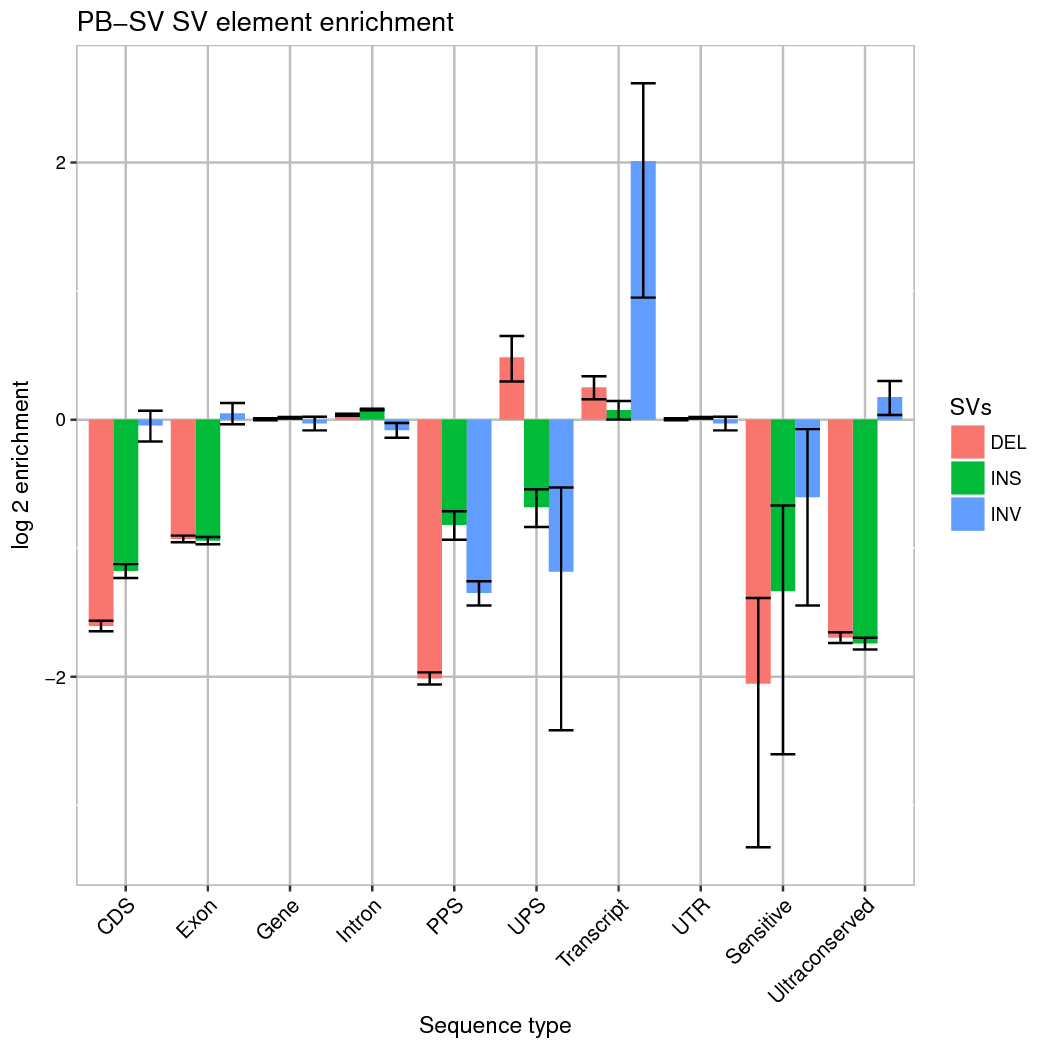 PB−SV SV element enrichment
log 2 enrichment
2
0
−2
CDS
Exon
Gene
Intron
PPS
UPS
Transcript
UTR
Sensitive
Ultraconserved
Sequence type
SVs
DEL
INS
INV